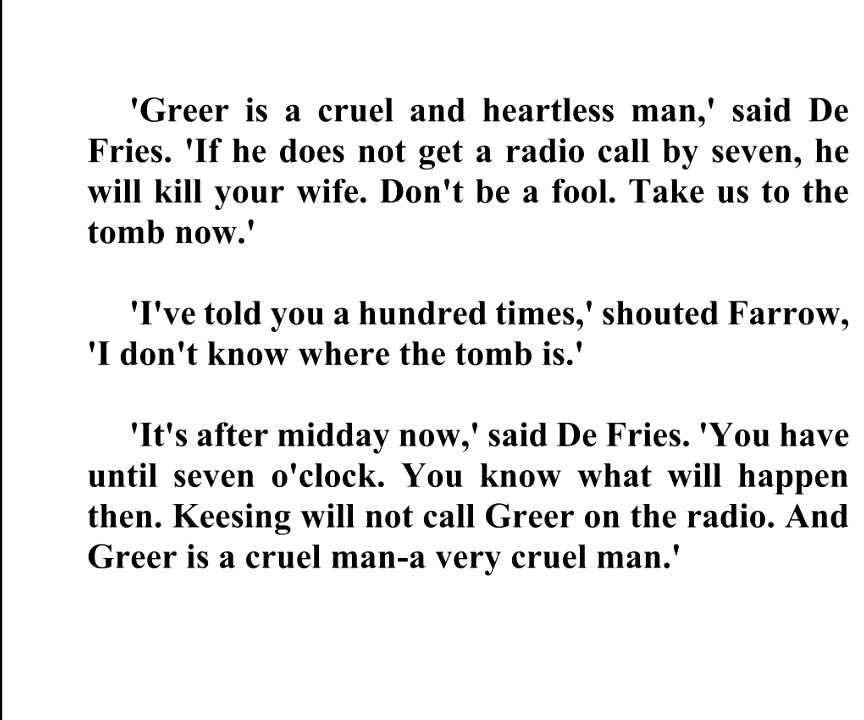 'Greer is a cruel and heartless man,' said De
Fries. 'If he does not get a radio call by seven, he
will kill your wife. Don't be a fool. Take us to the
tomb now.'
'I've told you a hundred times,' shouted Farrow,
'I don't know where the tomb is.'
'It's after midday now,' said De Fries. 'You have
until seven o'clock. You know what will happen
then. Keesing will not call Greer on the radio. And
Greer is a cruel man-a very cruel man.'